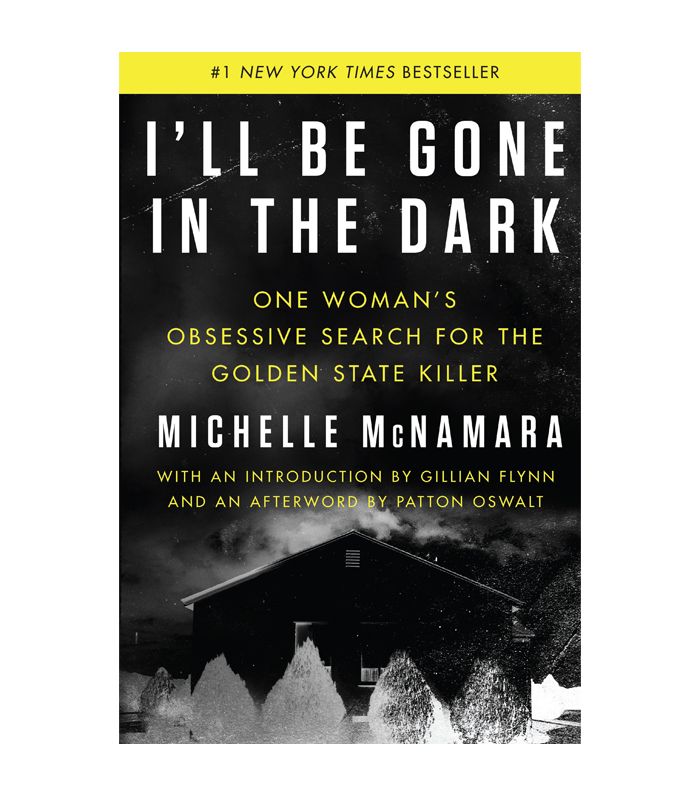 #1 NEW YORK TIMES BESTSELLER
I'LL BE GONE
IN THE DARK
ONE WOMAN'S
OBSESSIVE SEARCH FOR THE
GOLDEN STATE KILLER
MICHELLE McNAMARA
WITH AN INTRODUCTION BY GILLIAN FLYNN
AND AN AFTERWORD BY PATTON OSWALT